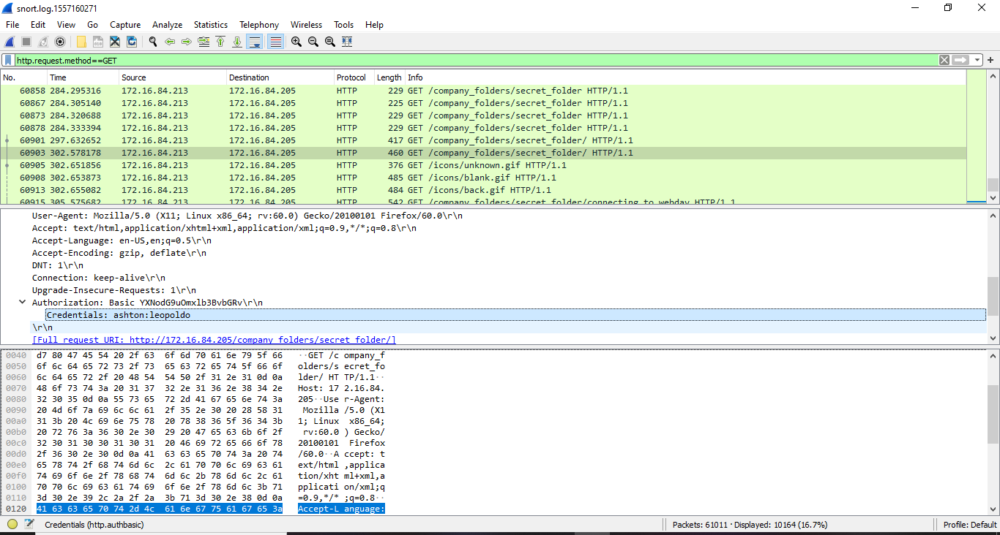 snort.log.1557160271
File Edit View Go Capture Analyze Statistics Telephony Wireless Tools Help
http.request.method==GET
No. Time Source Destination Protocol Length Info
60858 284.295316 172.16.84.213 172.16.84.205 HTTP 229 GET /company_folders/secret_folder HTTP/1.1
60867 284.305140 172.16.84.213 172.16.84.205 HTTP 225 GET /company_folders/secret_folder HTTP/1.1
60873 284.320688 172.16.84.213 172.16.84.205 HTTP 229 GET /company_folders/secret_folder HTTP/1.1
60878 284.333394 172.16.84.213 172.16.84.205 HTTP 229 GET /company_folders/secret_folder HTTP/1.1
60901 297.632652 172.16.84.213 172.16.84.205 HTTP 417 GET /company_folders/secret_folder/ HTTP/1.1
60903 302.578178 172.16.84.213 172.16.84.205 HTTP 460 GET /company_folders/secret_folder/ HTTP/1.1
60905 302.651856 172.16.84.213 172.16.84.205 HTTP 376 GET /icons/unknown.gif HTTP/1.1
60908 302.653873 172.16.84.213 172.16.84.205 HTTP 485 GET /icons/blank.gif HTTP/1.1
60913 302.655082 172.16.84.213 172.16.84.205 HTTP 484 GET /icons/back.gif HTTP/1.1
60915 305.575682 172.16.84.213 172.16.84.205 HTTP 542 GET /company_folders/secret_folder/connecting_to_webdav HTTP/1.1
User-Agent: Mozilla/5.0 (X11; Linux x86_64; rv:60.0) Gecko/20100101 Firefox/60.0\r\n
Accept: text/html,application/xhtml+xml,application/xml;q=0.9,*/*;q=0.8\r\n
Accept-Language: en-US,en;q=0.5\r\n
Accept-Encoding: gzip, deflate\r\n
DNT: 1\r\n
Connection: keep-alive\r\n
Upgrade-Insecure-Requests: 1\r\n
Authorization: Basic YXNodG9uOmxlb3BvbGRv\r\n
Credentials: ashton:leopoldo
\r\n
[Full request URI: http://172.16.84.205/company_folders/secret_folder/]
0040 d7 80 47 45 54 20 2f 63 6f 6d 70 61 6e 79 5f 66 ··GET /c ompany_f
0050 6f 6c 64 65 72 73 2f 73 65 63 72 65 74 5f 66 6f olders/s ecret_fo
0060 6c 64 65 72 2f 20 48 54 54 50 2f 31 2e 31 0d 0a lder/ HT TP/1.1··
0070 48 6f 73 74 3a 20 31 37 32 2e 31 36 2e 38 34 2e Host: 17 2.16.84.
0080 32 30 35 0d 0a 55 73 65 72 2d 41 67 65 6e 74 3a 205··Use r-Agent:
0090 20 4d 6f 7a 69 6c 6c 61 2f 35 2e 30 20 28 58 31 Mozilla /5.0 (X1
00a0 31 3b 20 4c 69 6e 75 78 20 78 38 36 5f 36 34 3b 1; Linux x86_64;
00b0 20 72 76 3a 36 30 2e 30 29 20 47 65 63 6b 6f 2f rv:60.0 ) Gecko/
00c0 32 30 31 30 30 31 30 31 20 46 69 72 65 66 6f 78 20100101 Firefox
00d0 2f 36 30 2e 30 0d 0a 41 63 63 65 70 74 3a 20 74 /60.0··A ccept: t
00e0 65 78 74 2f 68 74 6d 6c 2c 61 70 70 6c 69 63 61 ext/html ,applica
00f0 74 69 6f 6e 2f 78 68 74 6d 6c 2b 78 6d 6c 2c 61 tion/xht ml+xml,a
0100 70 70 6c 69 63 61 74 69 6f 6e 2f 78 6d 6c 3b 71 pplicati on/xml;q
0110 3d 30 2e 39 2c 2a 2f 2a 3b 71 3d 30 2e 38 0d 0a =0.9,*/* ;q=0.8··
0120 41 63 63 65 70 74 2d 4c 61 6e 67 75 61 67 65 3a Accept-L anguage:
Credentials (http.authbasic) Packets: 61011 · Displayed: 10164 (16.7%) Profile: Default